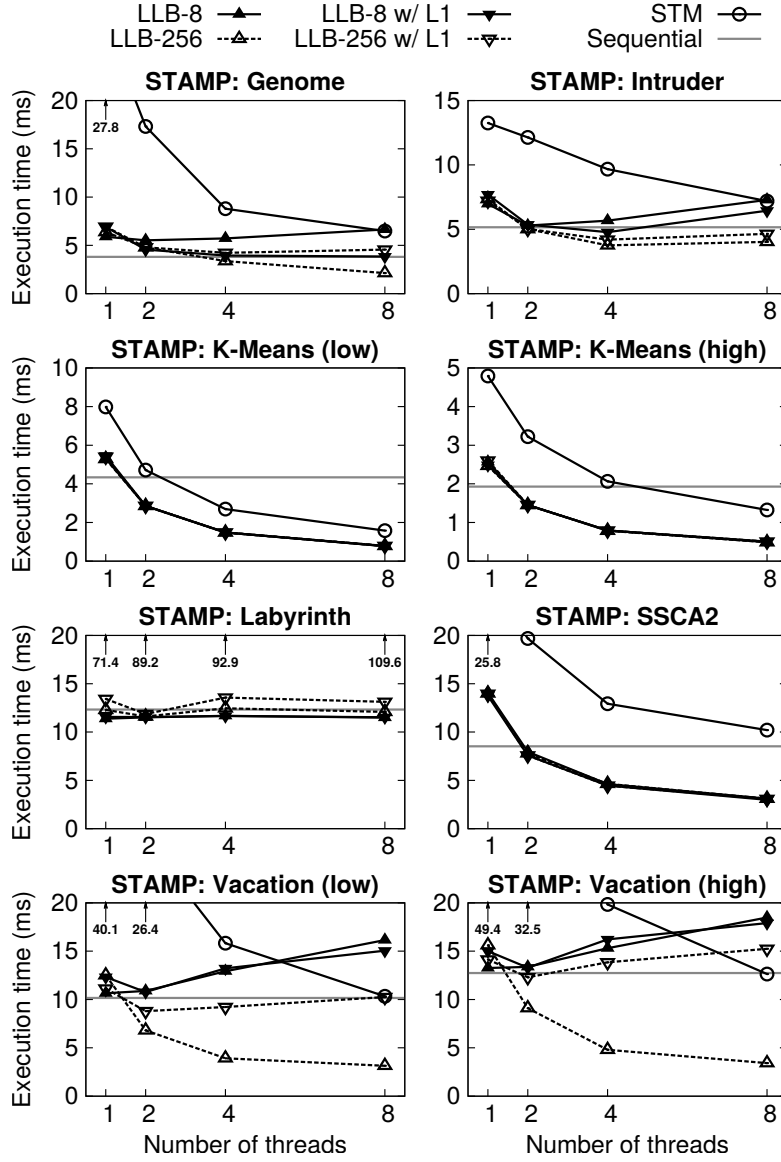 LLB-8 LLB-8 w/ L1 STM
LLB-256 LLB-256 w/ L1 Sequential
STAMP: Genome STAMP: Intruder
Execution time (ms)
20
15
10
5
0
27.8
1 2 4 8
15
10
5
0
1 2 4 8
STAMP: K-Means (low) STAMP: K-Means (high)
Execution time (ms)
10
8
6
4
2
0
1 2 4 8
5
4
3
2
1
0
1 2 4 8
STAMP: Labyrinth STAMP: SSCA2
Execution time (ms)
20
15
10
5
0
71.4 89.2 92.9 109.6
1 2 4 8
20
15
10
5
0
25.8
1 2 4 8
STAMP: Vacation (low) STAMP: Vacation (high)
Execution time (ms)
20
15
10
5
0
40.1 26.4
1 2 4 8
20
15
10
5
0
49.4 32.5
1 2 4 8
Number of threads Number of threads